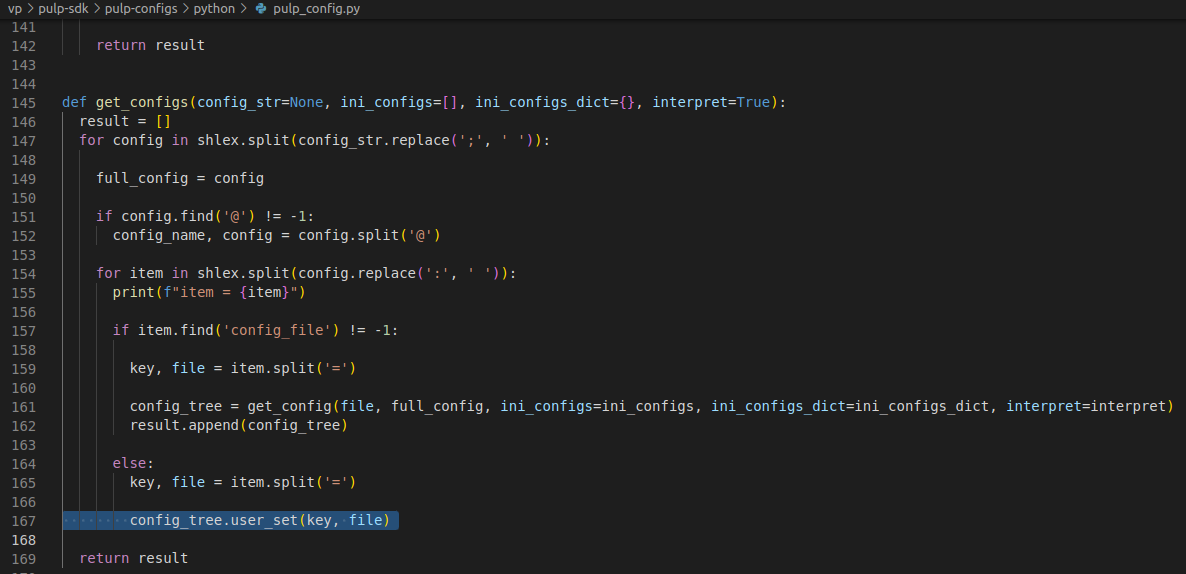 vp > pulp-sdk > pulp-configs > python > pulp_config.py
141
142 return result
143
144
145 def get_configs(config_str=None, ini_configs=[], ini_configs_dict={}, interpret=True):
146 result = []
147 for config in shlex.split(config_str.replace(';', ' ')):
148
149 full_config = config
150
151 if config.find('@') != -1:
152 config_name, config = config.split('@')
153
154 for item in shlex.split(config.replace(':', ' ')):
155 print(f"item = {item}")
156
157 if item.find('config_file') != -1:
158
159 key, file = item.split('=')
160
161 config_tree = get_config(file, full_config, ini_configs=ini_configs, ini_configs_dict=ini_configs_dict, interpret=interpret)
162 result.append(config_tree)
163
164 else:
165 key, file = item.split('=')
166
167 config_tree.user_set(key, file)
168
169 return result